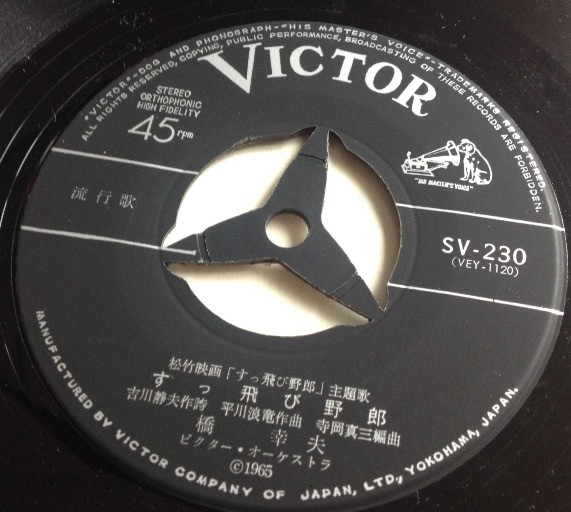 "VICTOR"-DOG AND PHONOGRAPH-"HIS MASTER'S VOICE"-TRADEMARKS REGISTERED.
ALL RIGHTS RESERVED, COPYING, PUBLIC PERFORMANCE, BROADCASTING OF THESE RECORDS ARE FORBIDDEN.
VICTOR
STEREO
ORTHOPHONIC
HIGH FIDELITY
45 rpm
"HIS MASTER'S VOICE"
流行歌
SV-230
(VEY-1120)
松竹映画「すっ飛び野郎」主題歌
すっ飛び野郎
吉川静夫作詩 平川浪竜作曲 寺岡真三編曲
橋 幸夫
ビクター・オーケストラ
©1965
MANUFACTURED BY VICTOR COMPANY OF JAPAN, LTD., YOKOHAMA, JAPAN.